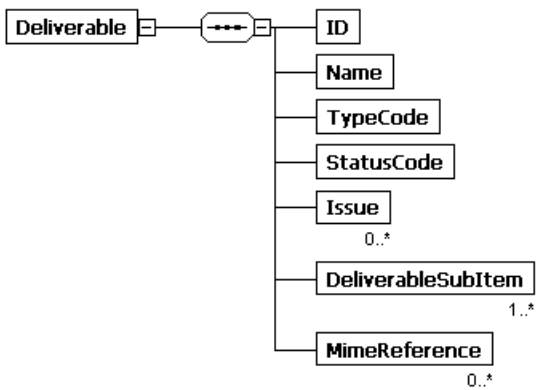 Deliverable
ID
Name
TypeCode
StatusCode
Issue
0..*
DeliverableSubItem
1..*
MimeReference
0..*